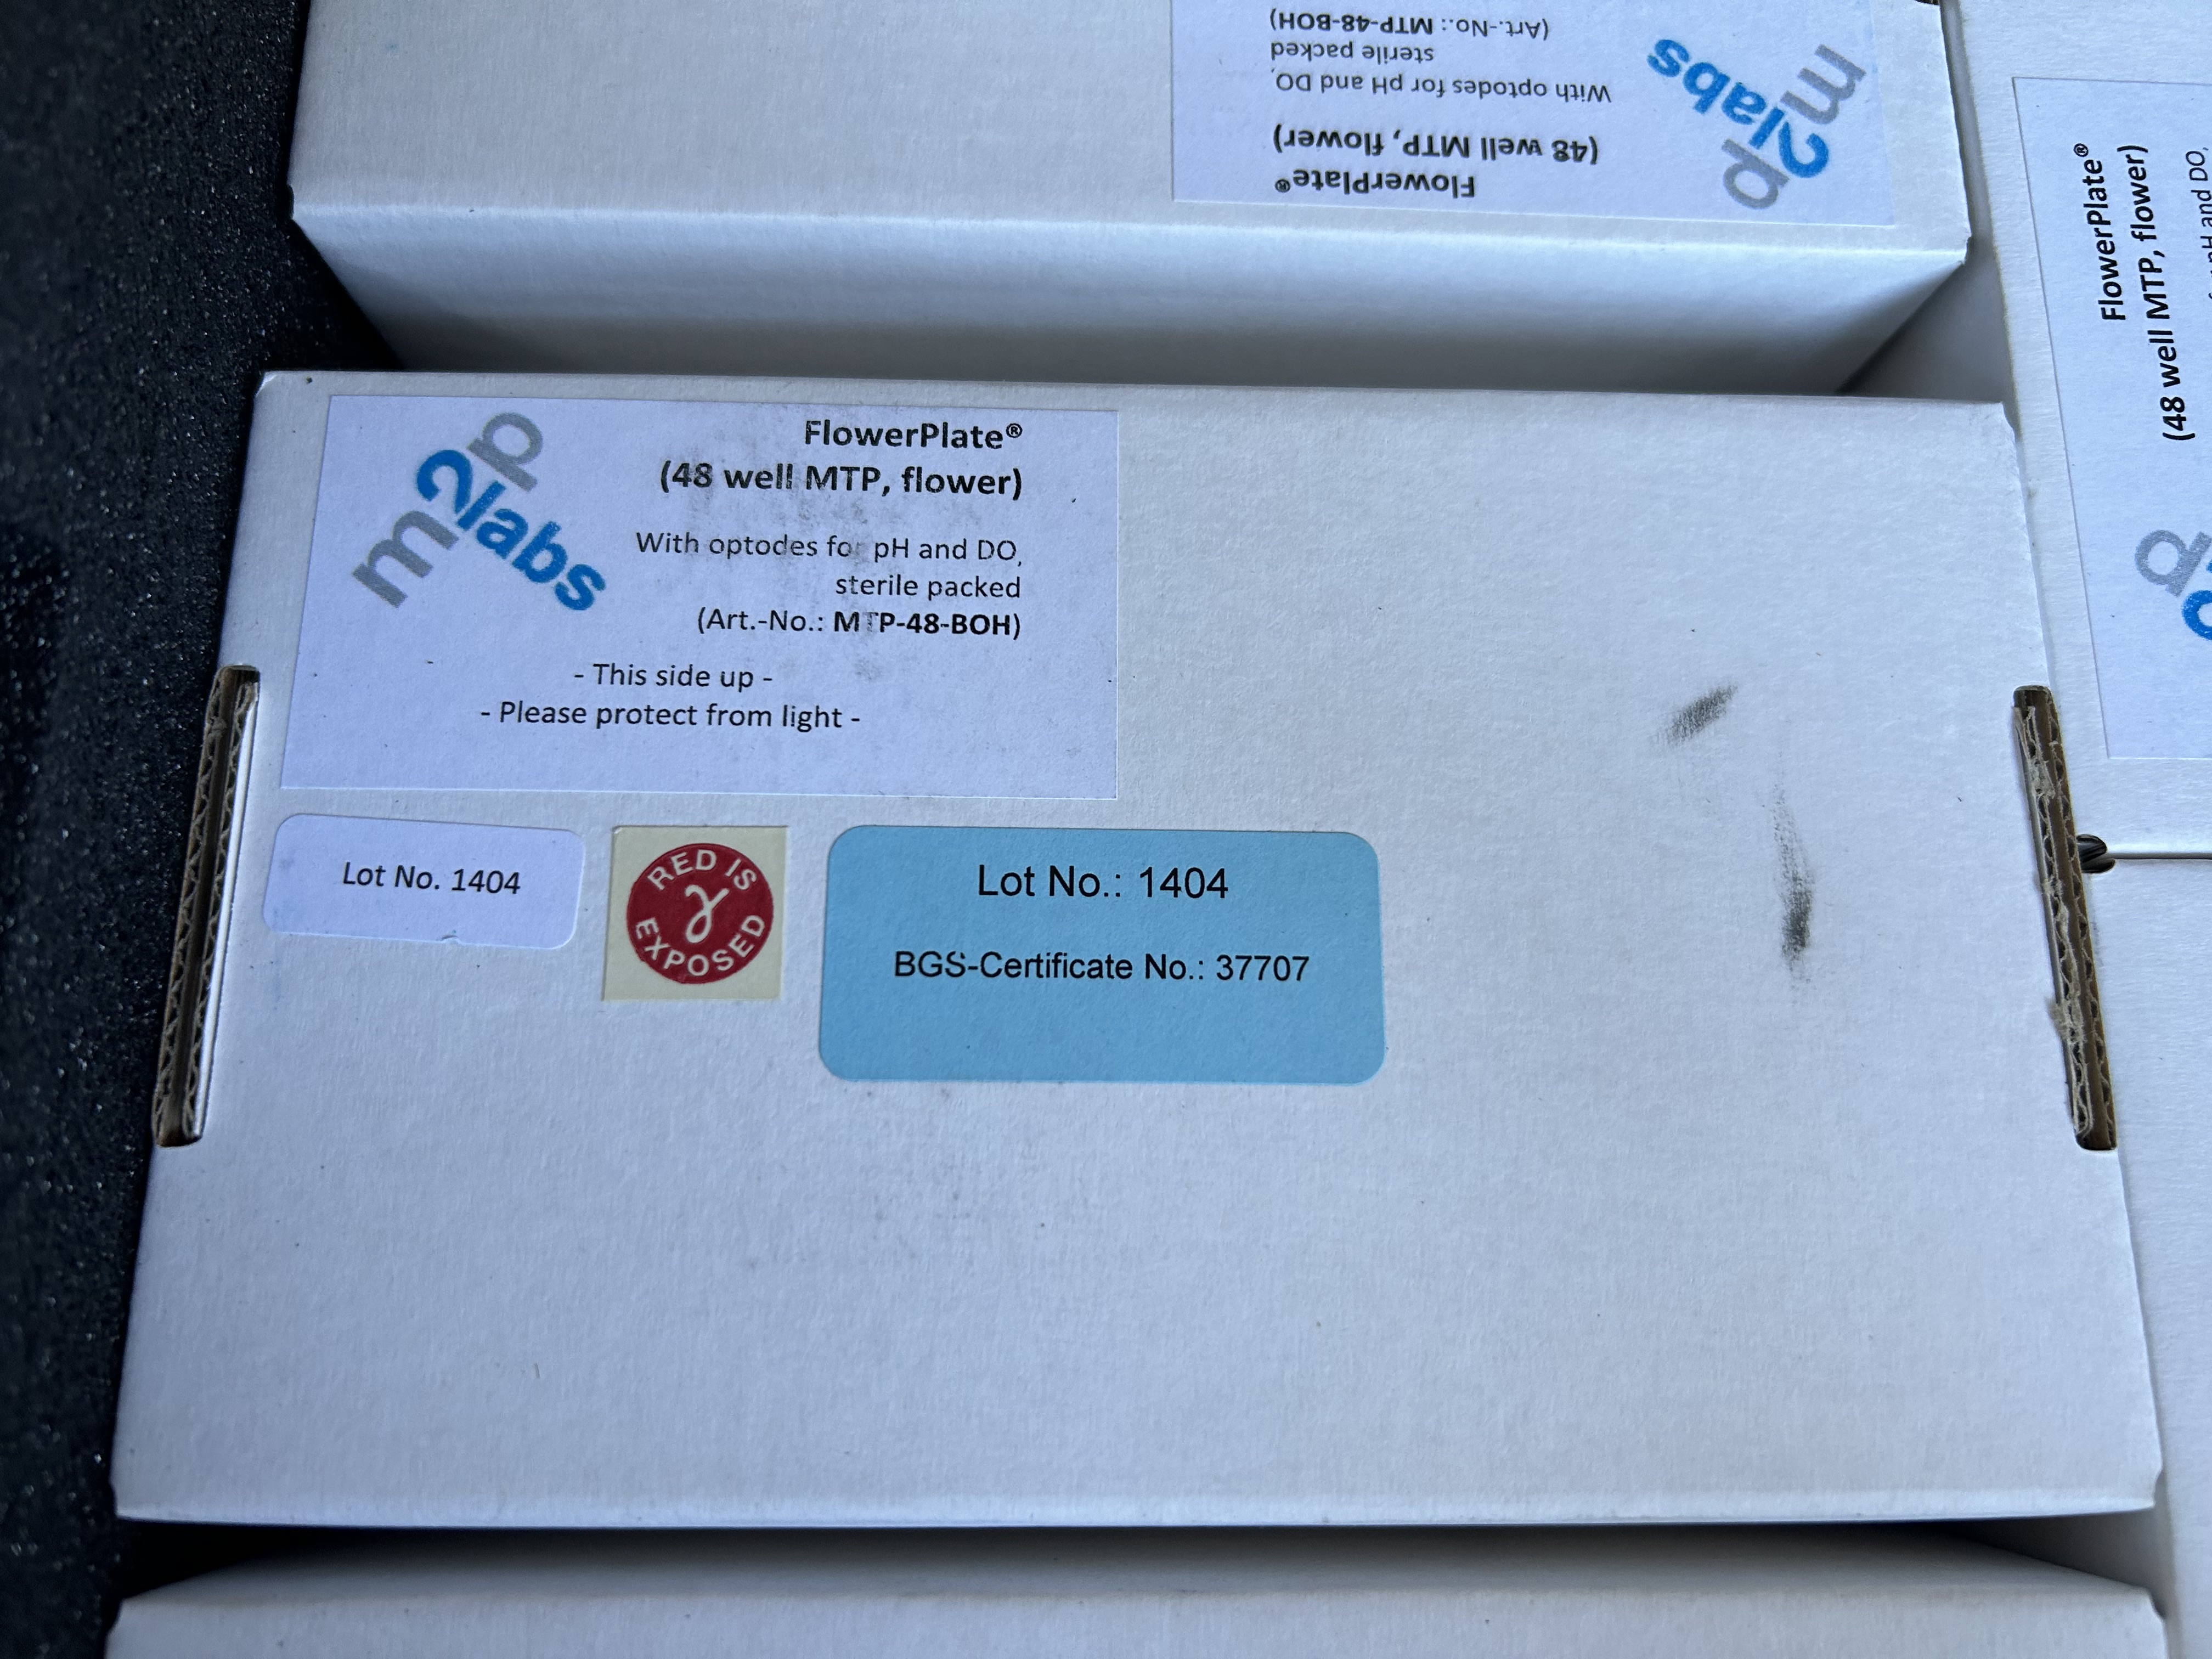 (Art.-No.: MTP-48-BOH)
sterile packed
With optodes for pH and DO,
(48 well MTP, flower)
FlowerPlate®
m2p
labs
FlowerPlate®
(48 well MTP, flower)
and DO,
m2p
labs
FlowerPlate®
(48 well MTP, flower)
With optodes for pH and DO,
sterile packed
(Art.-No.: MTP-48-BOH)
- This side up -
- Please protect from light -
Lot No. 1404
RED IS
γ
EXPOSED
Lot No.: 1404
BGS-Certificate No.: 37707